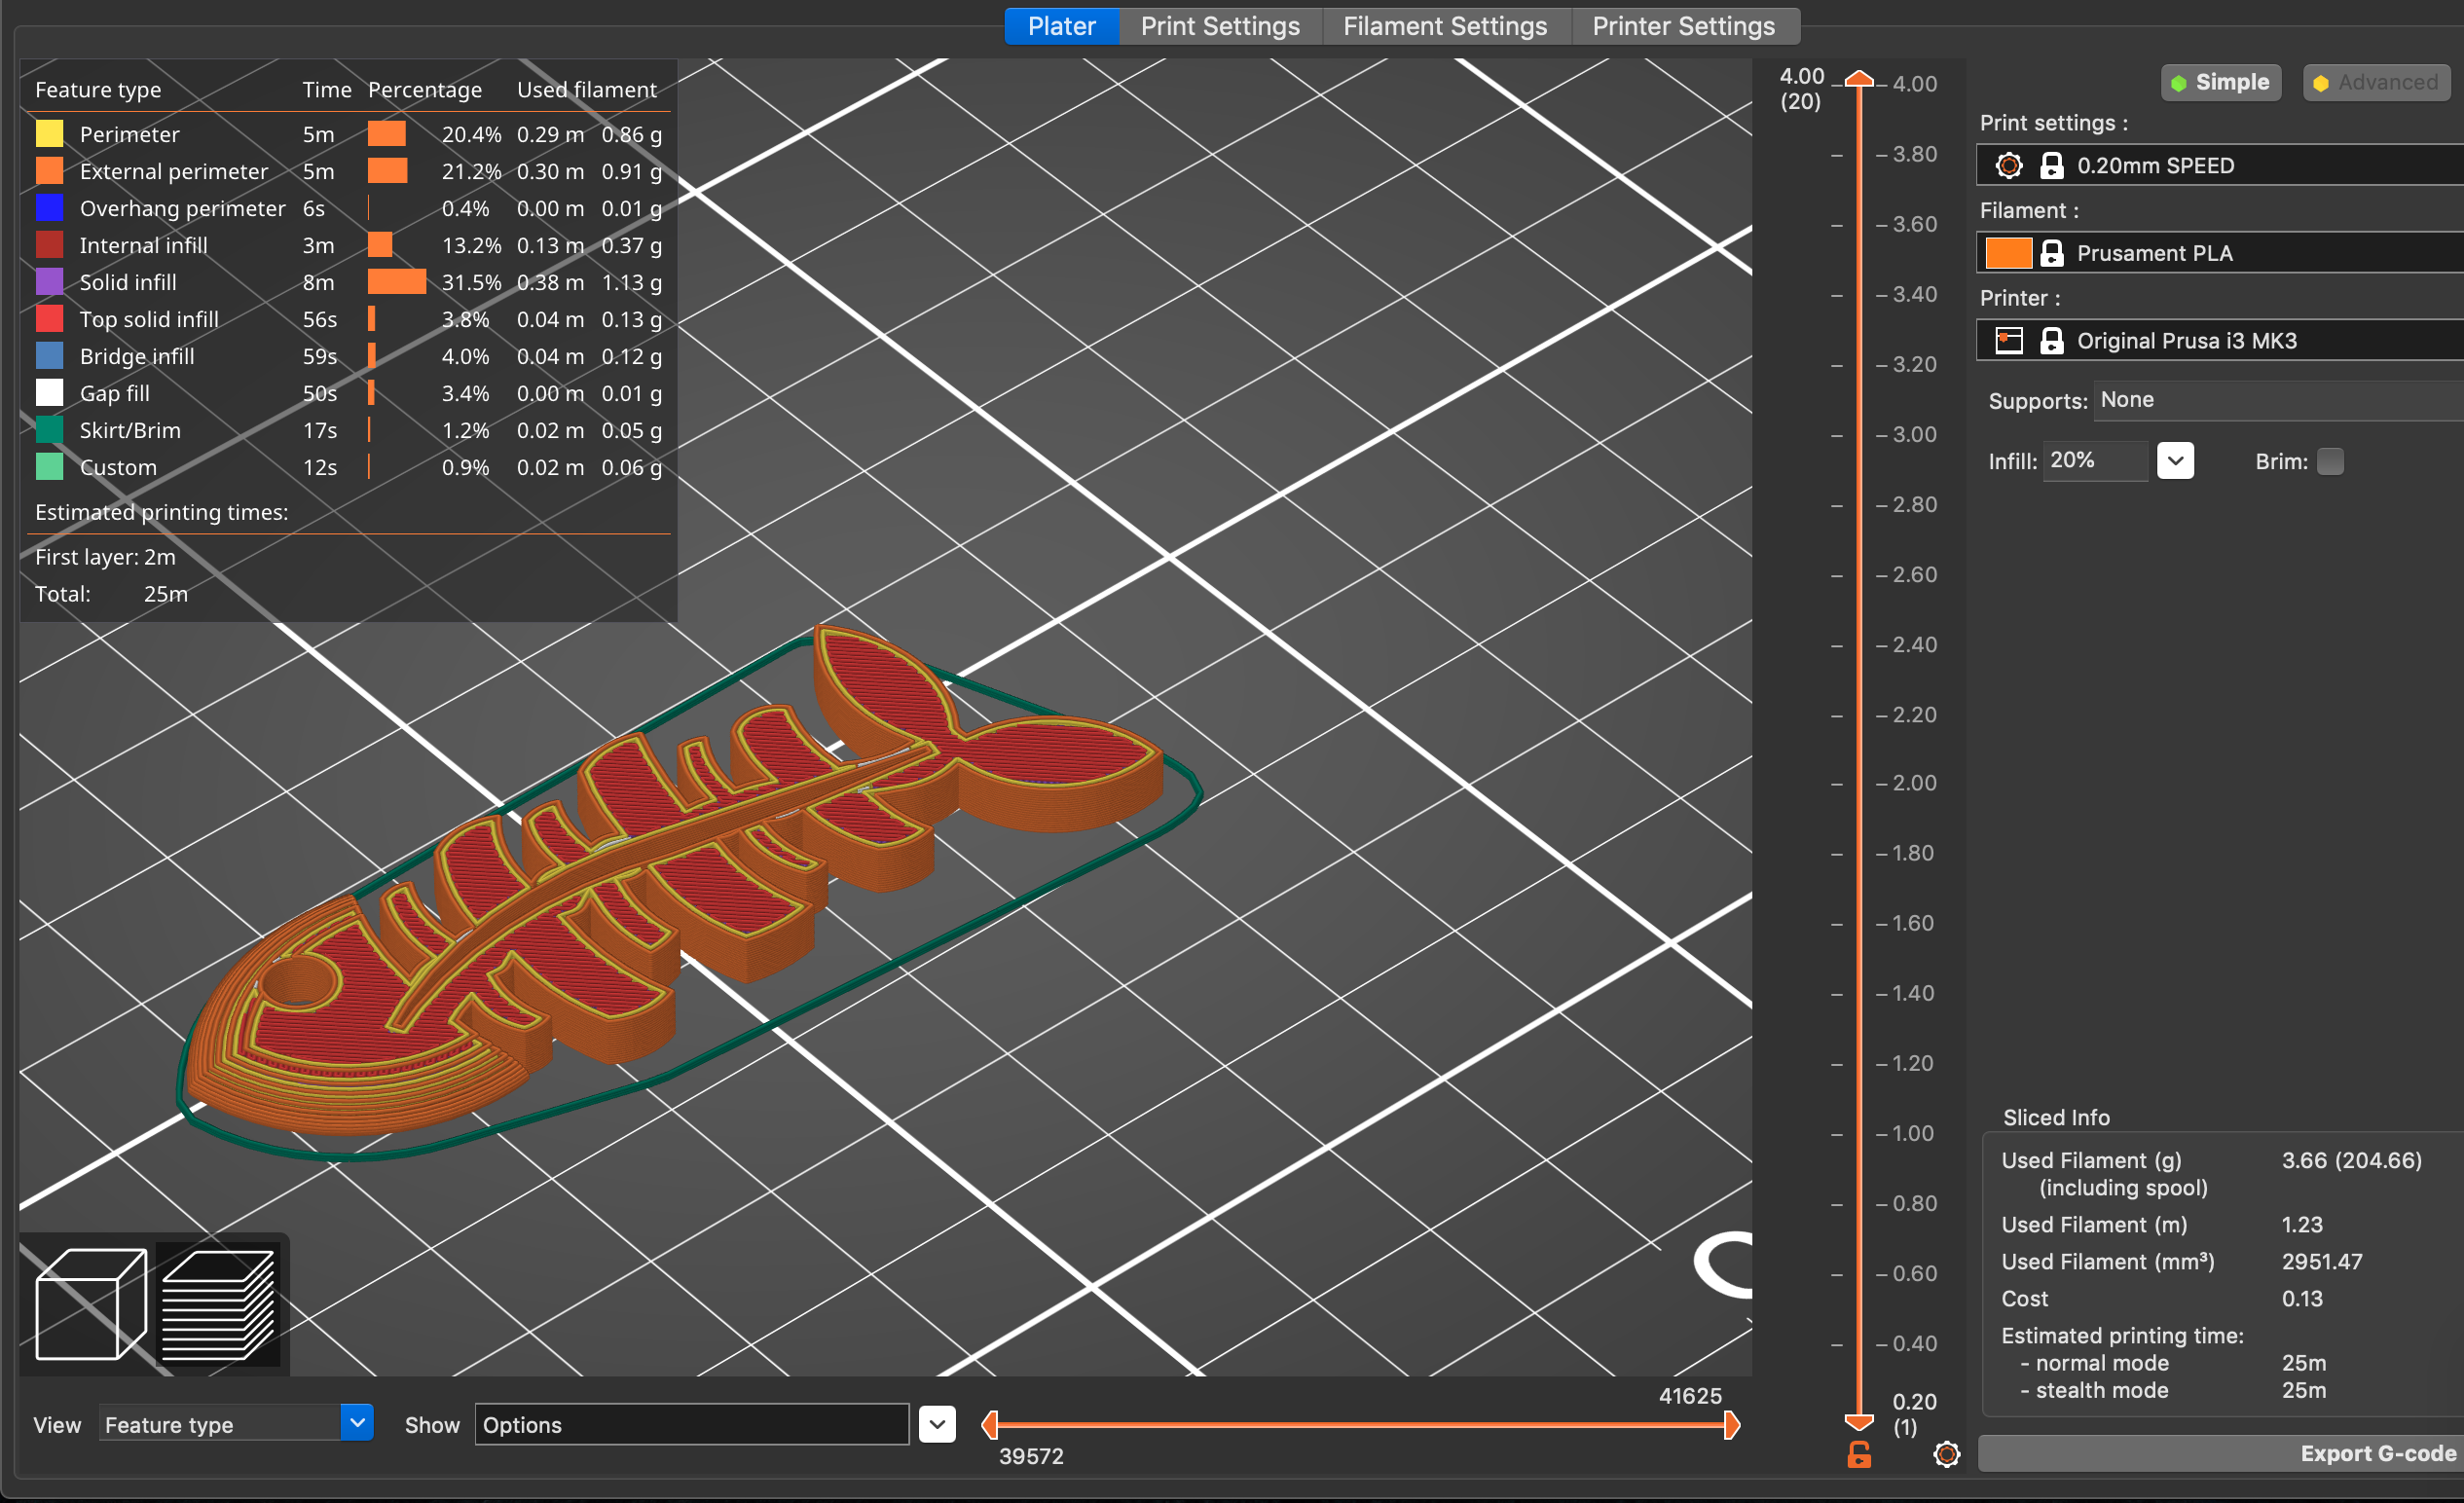 Plater Print Settings Filament Settings Printer Settings
Feature type Time Percentage Used filament
Perimeter 5m 20.4% 0.29 m 0.86 g
External perimeter 5m 21.2% 0.30 m 0.91 g
Overhang perimeter 6s 0.4% 0.00 m 0.01 g
Internal infill 3m 13.2% 0.13 m 0.37 g
Solid infill 8m 31.5% 0.38 m 1.13 g
Top solid infill 56s 3.8% 0.04 m 0.13 g
Bridge infill 59s 4.0% 0.04 m 0.12 g
Gap fill 50s 3.4% 0.00 m 0.01 g
Skirt/Brim 17s 1.2% 0.02 m 0.05 g
Custom 12s 0.9% 0.02 m 0.06 g
Estimated printing times:
First layer: 2m
Total: 25m
4.00
(20)
4.00
3.80
3.60
3.40
3.20
3.00
2.80
2.60
2.40
2.20
2.00
1.80
1.60
1.40
1.20
1.00
0.80
0.60
0.40
0.20
(1)
Simple Advanced
Print settings :
0.20mm SPEED
Filament :
Prusament PLA
Printer :
Original Prusa i3 MK3
Supports: None
Infill: 20% Brim:
Sliced Info
Used Filament (g) 3.66 (204.66)
(including spool)
Used Filament (m) 1.23
Used Filament (mm³) 2951.47
Cost 0.13
Estimated printing time:
- normal mode 25m
- stealth mode 25m
Export G-code
View Feature type Show Options
41625
39572